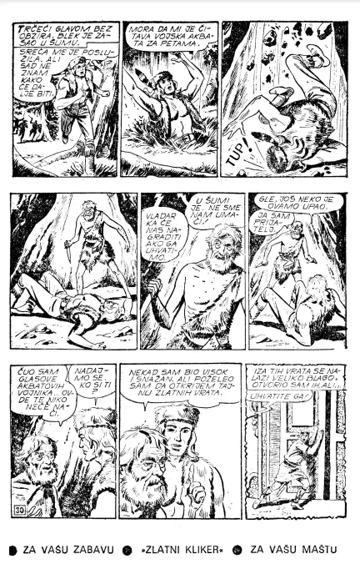 TRČEĆI GLAVOM BEZ
OBZIRA, BLEK JE ZA-
ŠAO U ŠUMU.
SREĆA ME JE POSLU-
ŽILA, ALI
SAD NE
ZNAM
KAKO
ĆE DA-
LJE BITI.
MORA DA MI JE ČI-
TAVA VOJSKA AKBA-
TA ZA PETAMA.
TUP!
VLADAR
KA ĆE
NAS NA-
GRADITI
AKO GA
UHVATI-
MO.
U ŠUMI
JE. NE SME
NAM UMA-
ĆI!
GLE, JOŠ NEKO JE
OVAMO UPAO.
JA SAM
PRIJA-
TELJ.
ČUO SAM
GLASOVE
AKBATOVIH
VOJNIKA. OV-
DE TE NIKO
NEĆE NA-
ĆI.
NADAJ-
MO SE.
KO SI TI
?
NEKAD SAM BIO VISOK
I SNAŽAN. ALI POŽELEO
SAM DA OTKRIJEM TAJ-
NU ZLATNIH VRATA.
IZA TIH VRATA SE NA-
LAZI VELIKO BLAGO.
OTVORIO SAM IH, ALI...
UHVATITE GA!
30
ZA VAŠU ZABAVU
»ZLATNI KLIKER«
ZA VAŠU MAŠTU